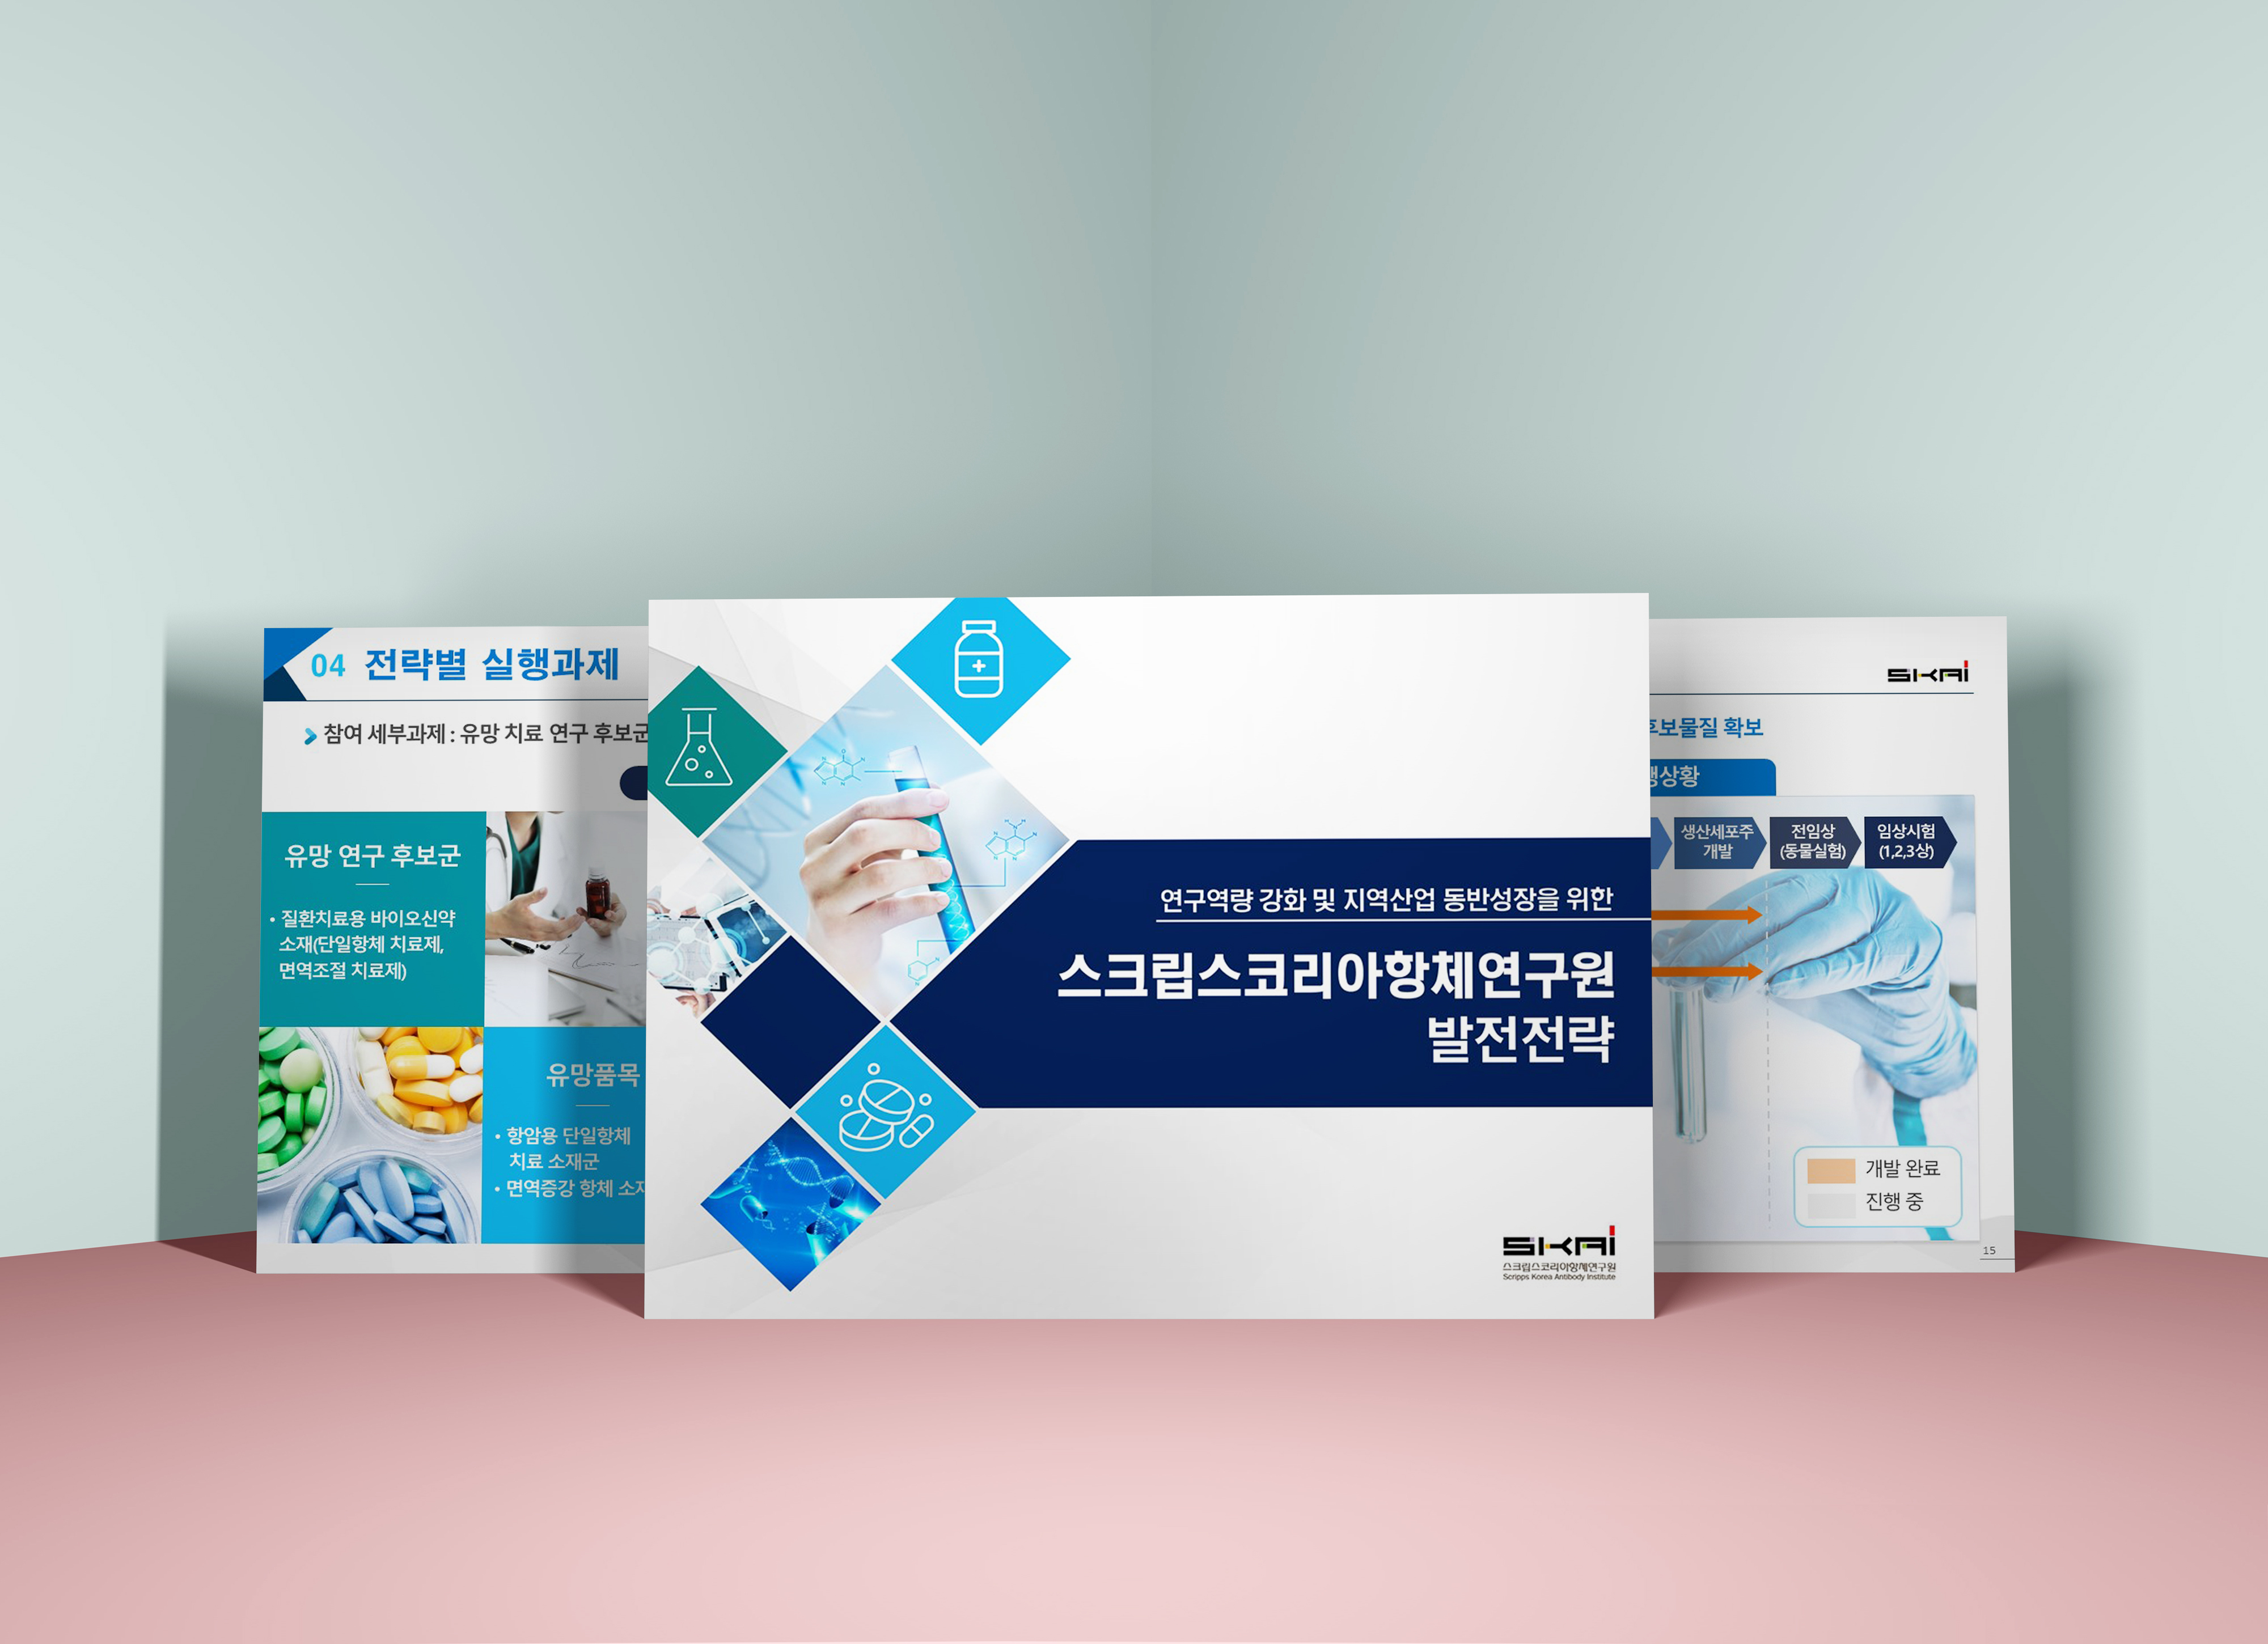 04 전략별 실행과제
참여 세부과제 : 유망 치료 연구 후보군
유망 연구 후보군
• 질환치료용 바이오신약
소재(단일항체 치료제,
면역조절 치료제)
유망품목
• 항암용 단일항체
치료 소재군
• 면역증강 항체
연구역량 강화 및 지역산업 동반성장을 위한
스크립스코리아항체연구원
발전전략
SKAI
스크립스코리아항체연구원
Scripps Korea Antibody Institute
SKAI
후보물질 확보
생산세포주
개발
전임상
(동물실험)
임상시험
(1,2,3상)
개발 완료
진행 중
15